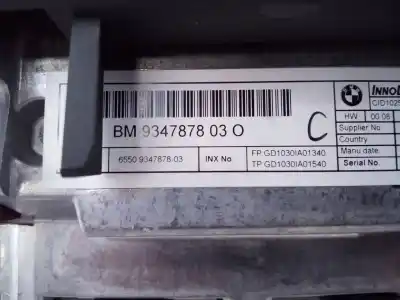 BM 9347878 03 O
C
6550 9347878-03
INX No.
FP GD1030IA01340
TP GD1030IA01540
HW
00.06
Supplier No
Country
Manu date:
Serial No.